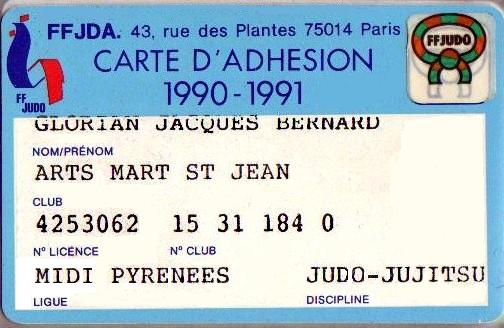 FFJDA. 43, rue des Plantes 75014 Paris
CARTE D'ADHESION
1990-1991
FFJUDO
FF
JUDO
GLORIAN JACQUES BERNARD
NOM/PRÉNOM
ARTS MART ST JEAN
CLUB
4253062 15 31 184 0
N° LICENCE N° CLUB
MIDI PYRENEES JUDO-JUJITSU
LIGUE DISCIPLINE